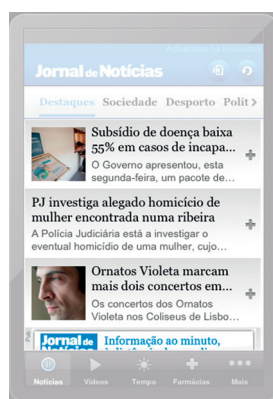 Jornal de Notícias
Destaques Sociedade Desporto Polít
Subsídio de doença baixa
55% em casos de incapa...
O Governo apresentou, esta
segunda-feira, um pacote de...
PJ investiga alegado homicício de
mulher encontrada numa ribeira
A Polícia Judiciária está a investigar o
eventual homicídio de uma mulher, cujo...
Ornatos Violeta marcam
mais dois concertos em...
Os concertos dos Ornatos
Violeta nos Coliseus de Lisbo...
Jornal de
Notícias
Informação ao minuto,
Notícias Vídeos Tempo Farmácias Mais